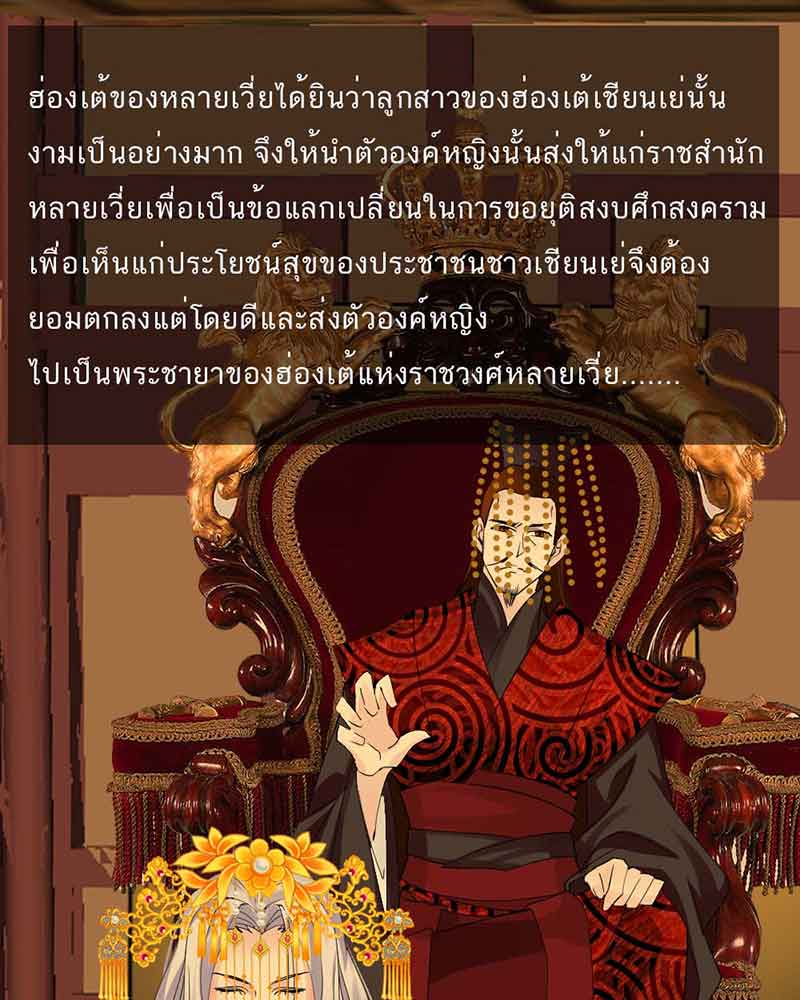 ฮ่องเต้ของหลายเวี่ยได้ยินว่าลูกสาวของฮ่องเต้เชียนเย่นั้น
งามเป็นอย่างมาก จึงให้นำตัวองค์หญิงนั้นส่งให้แก่ราชสำนัก
หลายเวี่ยเพื่อเป็นข้อแลกเปลี่ยนในการขอยุติสงบศึกสงคราม
เพื่อเห็นแก่ประโยชน์สุขของประชาชนชาวเชียนเย่จึงต้อง
ยอมตกลงแต่โดยดีและส่งตัวองค์หญิง
ไปเป็นพระชายาของฮ่องเต้แห่งราชวงศ์หลายเวี่ย.......